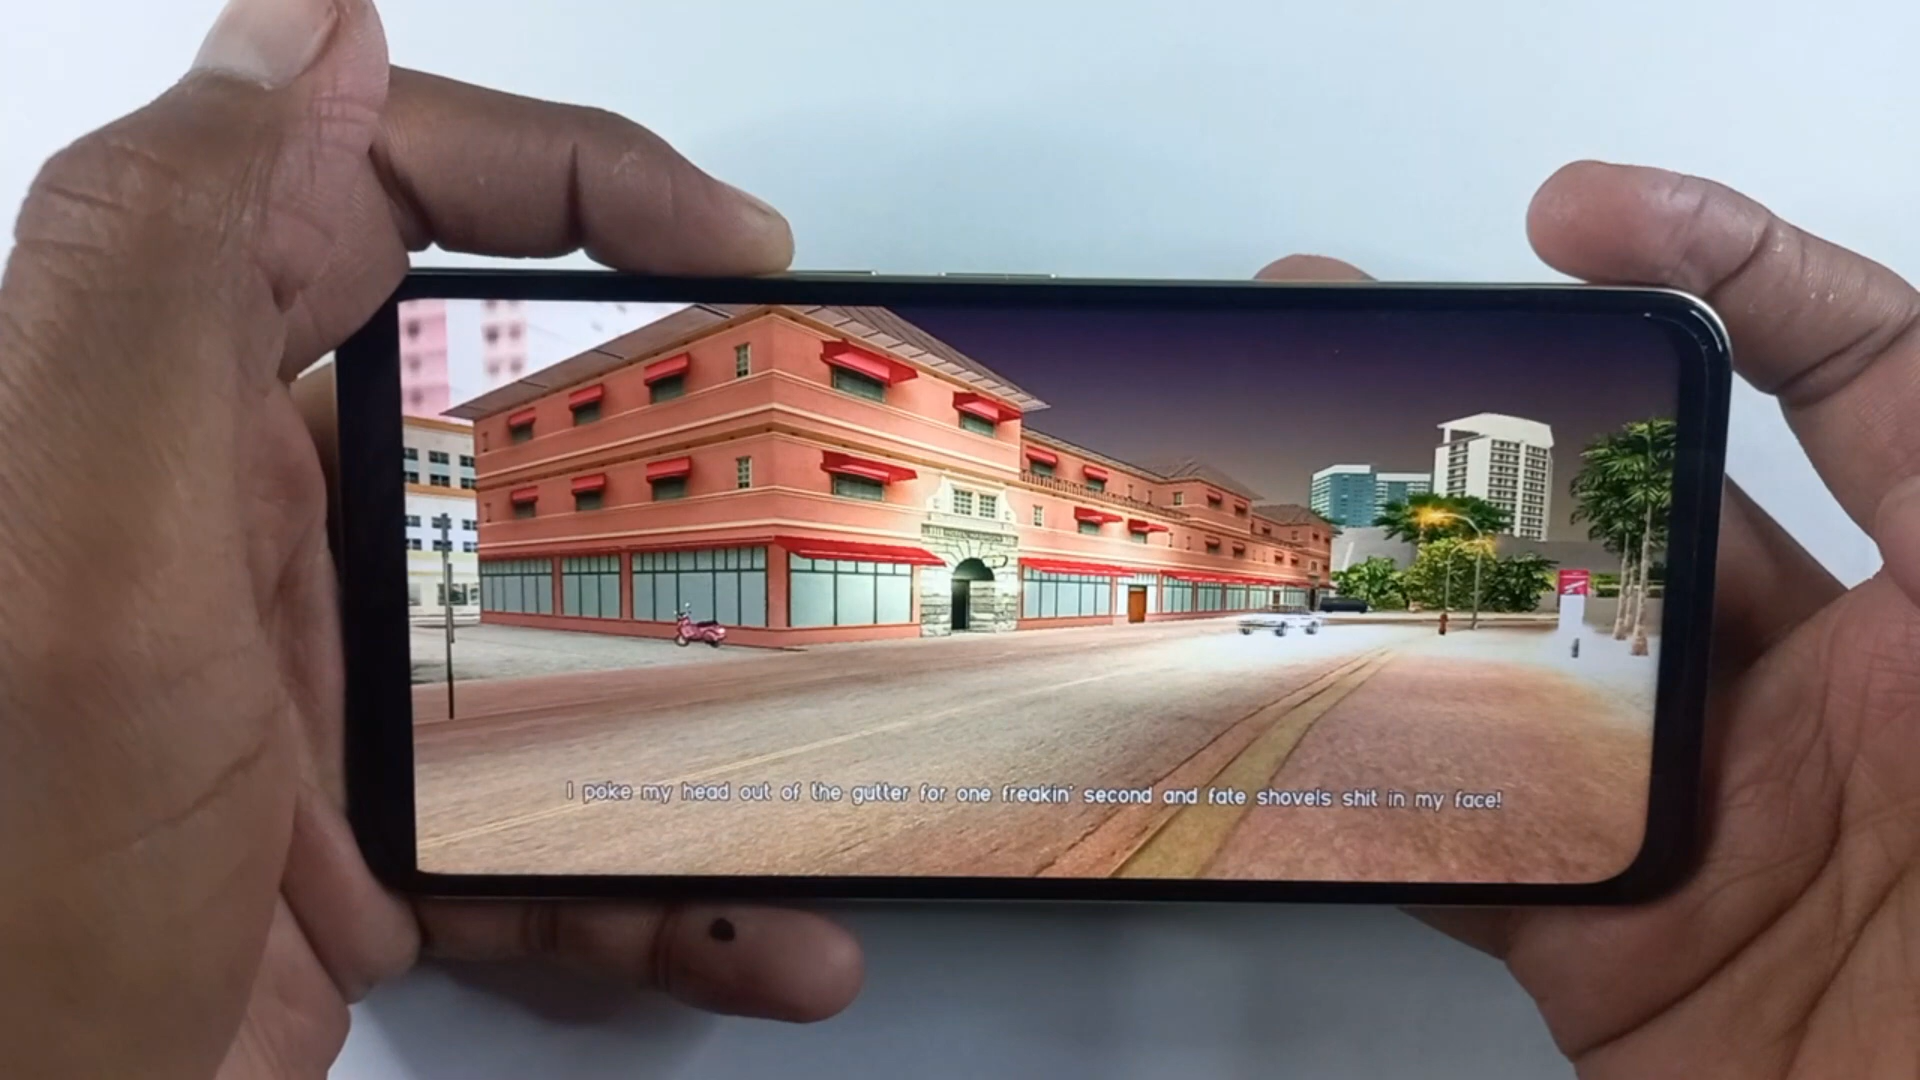 I poke my head out of the gutter for one freakin' second and fate shovels shit in my face!